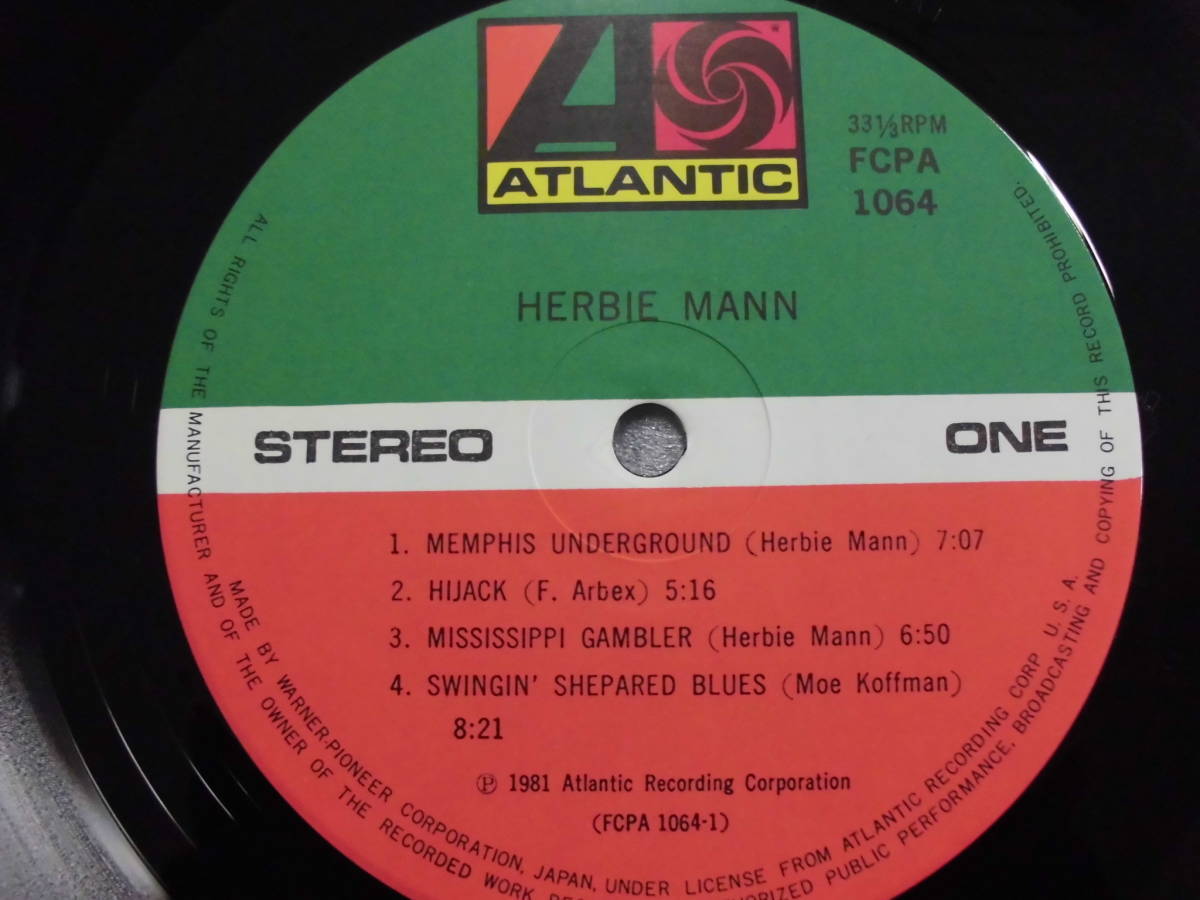 ATLANTIC
33⅓RPM
FCPA
1064
HERBIE MANN
STEREO
ONE
1. MEMPHIS UNDERGROUND (Herbie Mann) 7:07
2. HIJACK (F. Arbex) 5:16
3. MISSISSIPPI GAMBLER (Herbie Mann) 6:50
4. SWINGIN' SHEPARED BLUES (Moe Koffman)
8:21
℗ 1981 Atlantic Recording Corporation
(FCPA 1064-1)
ALL RIGHTS OF THE MANUFACTURER AND OF THE OWNER OF THE RECORDED WORK PUBLIC PERFORMANCE, BROADCASTING AND COPYING OF THIS RECORD PROHIBITED.
MADE BY WARNER-PIONEER CORPORATION, JAPAN, UNDER LICENSE FROM ATLANTIC RECORDING CORP U. S. A.